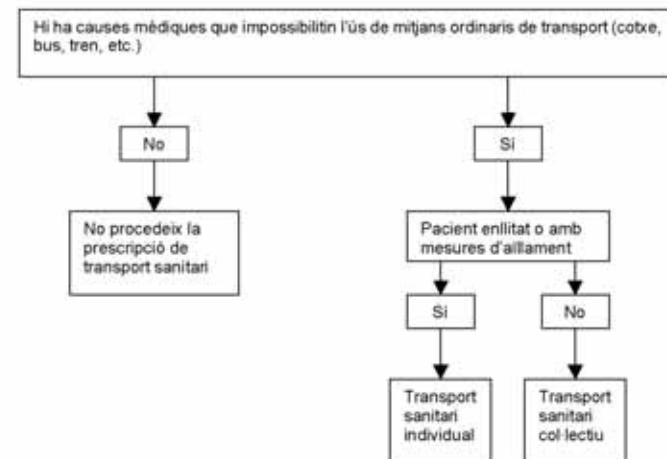 Hi ha causes mèdiques que impossibilitin l'ús de mitjans ordinaris de transport (cotxe,
bus, tren, etc.)
No
Sí
No procedeix la
prescripció de
transport sanitari
Pacient enllitat o amb
mesures d'aïllament
Sí
No
Transport
sanitari
individual
Transport
sanitari
col·lectiu